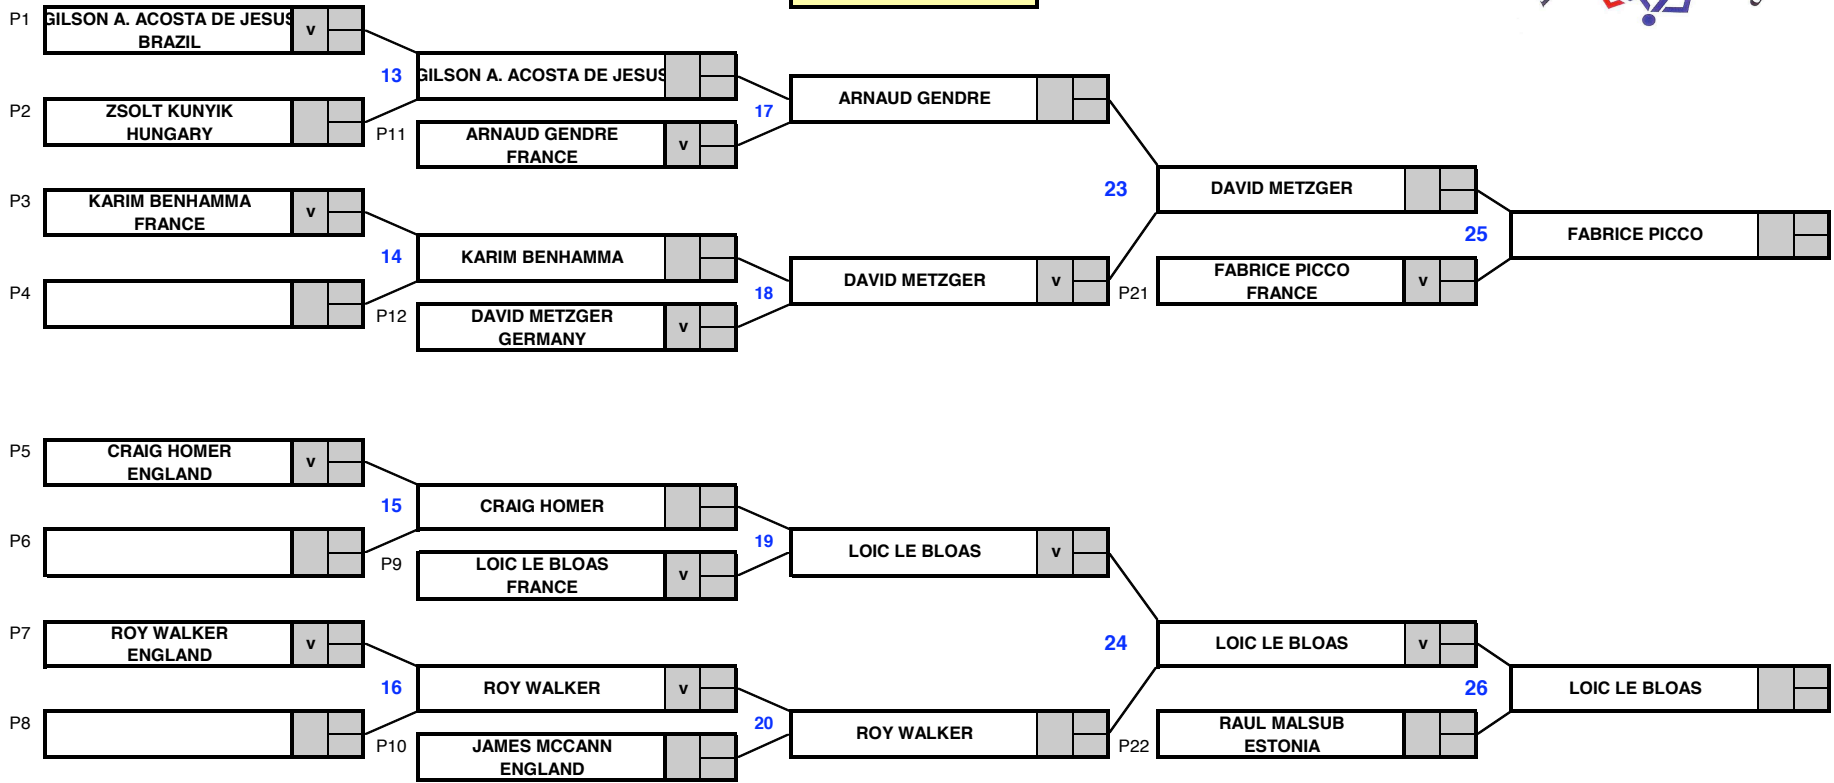 P1
GILSON A. ACOSTA DE JESUS
BRAZIL
v
13
GILSON A. ACOSTA DE JESUS
17
ARNAUD GENDRE
P2
ZSOLT KUNYIK
HUNGARY
P11
ARNAUD GENDRE
FRANCE
v
23
DAVID METZGER
P3
KARIM BENHAMMA
FRANCE
v
14
KARIM BENHAMMA
25
FABRICE PICCO
18
DAVID METZGER
v
P21
FABRICE PICCO
FRANCE
v
P4
P12
DAVID METZGER
GERMANY
v
P5
CRAIG HOMER
ENGLAND
v
15
CRAIG HOMER
P6
P9
LOIC LE BLOAS
FRANCE
v
19
LOIC LE BLOAS
v
P7
ROY WALKER
ENGLAND
v
24
LOIC LE BLOAS
v
16
ROY WALKER
v
26
LOIC LE BLOAS
P8
P10
JAMES MCCANN
ENGLAND
20
ROY WALKER
P22
RAUL MALSUB
ESTONIA